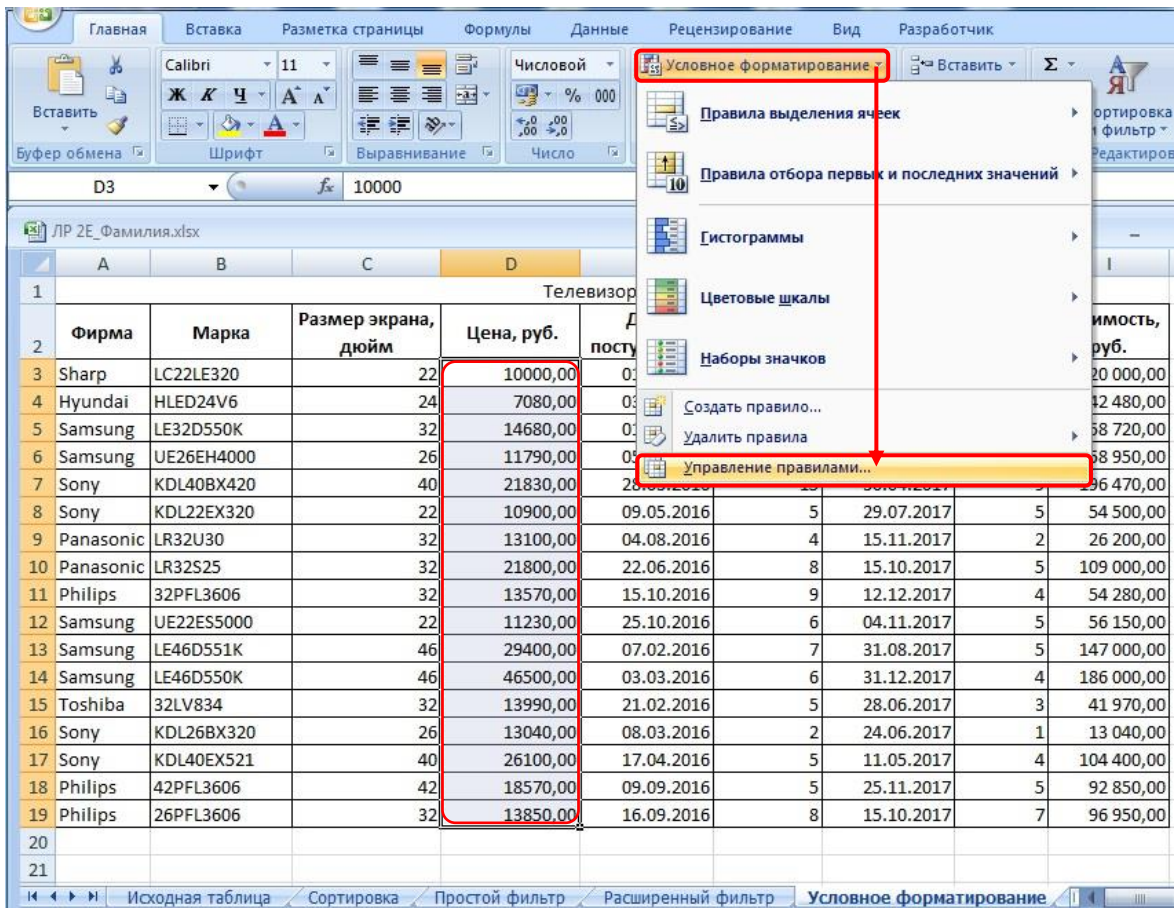 Главная Вставка Разметка страницы Формулы Данные Рецензирование Вид Разработчик
Calibri 11 Числовой Условное форматирование Вставить Σ
Вставить Ж К Ч A A % 000
Буфер обмена Шрифт Выравнивание Число
Сортировка
и фильтр
D3 fx 10000
ЛР 2Е_Фамилия.xlsx
Правила выделения ячеек
Правила отбора первых и последних значений
Гистограммы
Цветовые шкалы
Наборы значков
Создать правило...
Удалить правила
Управление правилами...
A B C D I
1 Телевизор
2 Фирма Марка Размер экрана, дюйм Цена, руб. руб.
3 Sharp LC22LE320 22 10000,00 20 000,00
4 Hyundai HLED24V6 24 7080,00 42 480,00
5 Samsung LE32D550K 32 14680,00 58 720,00
6 Samsung UE26EH4000 26 11790,00 58 950,00
7 Sony KDL40BX420 40 21830,00 196 470,00
8 Sony KDL22EX320 22 10900,00 09.05.2016 5 29.07.2017 5 54 500,00
9 Panasonic LR32U30 32 13100,00 04.08.2016 4 15.11.2017 2 26 200,00
10 Panasonic LR32S25 32 21800,00 22.06.2016 8 15.10.2017 5 109 000,00
11 Philips 32PFL3606 32 13570,00 15.10.2016 9 12.12.2017 4 54 280,00
12 Samsung UE22ES5000 22 11230,00 25.10.2016 6 04.11.2017 5 56 150,00
13 Samsung LE46D551K 46 29400,00 07.02.2016 7 31.08.2017 5 147 000,00
14 Samsung LE46D550K 46 46500,00 03.03.2016 6 31.12.2017 4 186 000,00
15 Toshiba 32LV834 32 13990,00 21.02.2016 5 28.06.2017 3 41 970,00
16 Sony KDL26BX320 26 13040,00 08.03.2016 2 24.06.2017 1 13 040,00
17 Sony KDL40EX521 40 26100,00 17.04.2016 5 11.05.2017 4 104 400,00
18 Philips 42PFL3606 42 18570,00 09.09.2016 5 25.11.2017 5 92 850,00
19 Philips 26PFL3606 32 13850,00 16.09.2016 8 15.10.2017 7 96 950,00
20
21
Исходная таблица Сортировка Простой фильтр Расширенный фильтр Условное форматирование